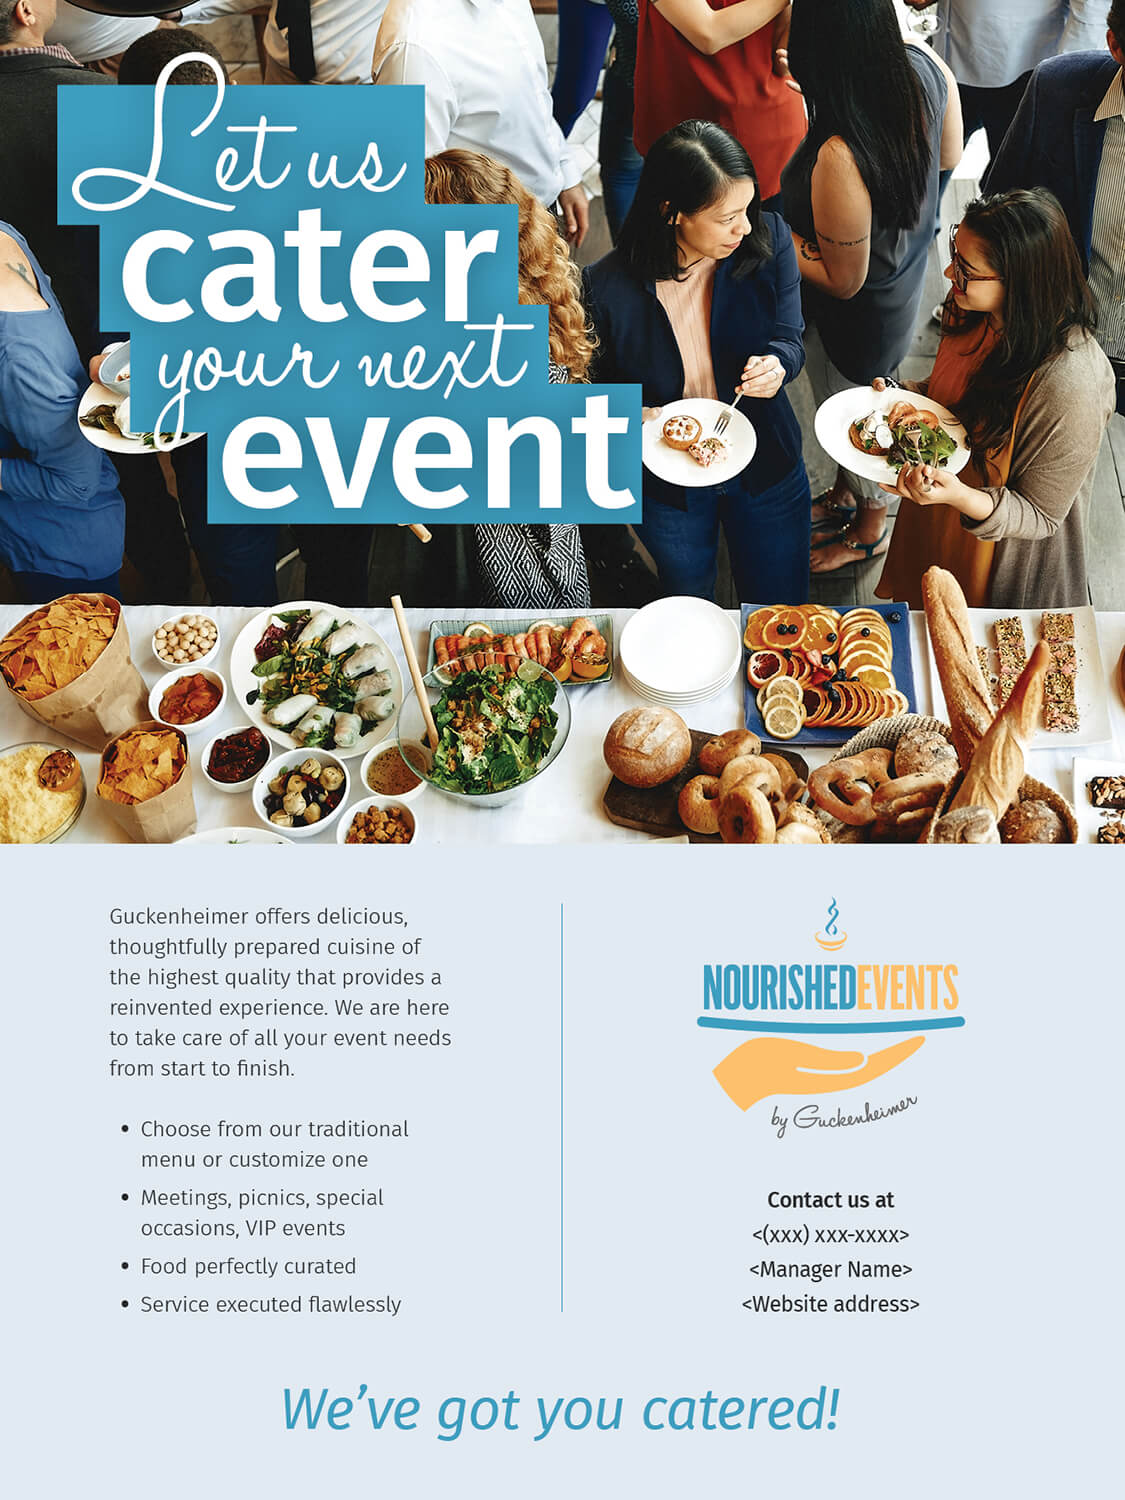 Let us
cater
your next
event
Guckenheimer offers delicious,
thoughtfully prepared cuisine of
the highest quality that provides a
reinvented experience. We are here
to take care of all your event needs
from start to finish.
• Choose from our traditional
menu or customize one
• Meetings, picnics, special
occasions, VIP events
• Food perfectly curated
• Service executed flawlessly
NOURISHEDEVENTS
by Guckenheimer
Contact us at
<(xxx) xxx-xxxx>
<Manager Name>
<Website address>
We’ve got you catered!